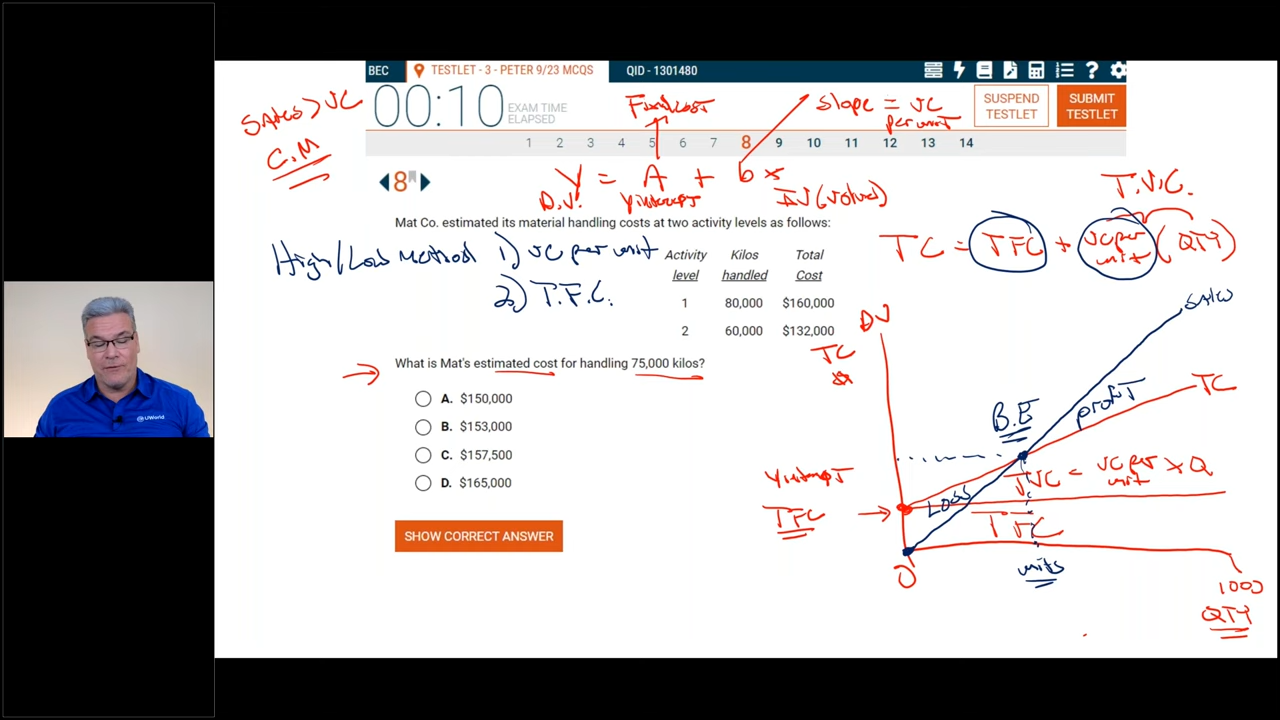 BEC TESTLET - 3 - PETER 9/23 MCQS QID - 1301480
00:10 EXAM TIME ELAPSED
SUSPEND TESTLET
SUBMIT TESTLET
1 2 3 4 5 6 7 8 9 10 11 12 13 14
8
SALES > VC
C.M
Fixed cost
slope = VC per unit
Y = A + bx
D.V. Y intercept IV (volume)
T.V.C.
TC = TFC + VC per unit (QTY)
Mat Co. estimated its material handling costs at two activity levels as follows:
High/Low Method 1) VC per unit
2) T.F.C.
Activity level Kilos handled Total Cost
1 80,000 $160,000
2 60,000 $132,000
What is Mat's estimated cost for handling 75,000 kilos?
A. $150,000
B. $153,000
C. $157,500
D. $165,000
SHOW CORRECT ANSWER
DV
TC
$
SALES
TC
profit
B.E
Loss
TVC = VC per unit x Q
Y intercept
TFC
0
units
1000
QTY
UWorld